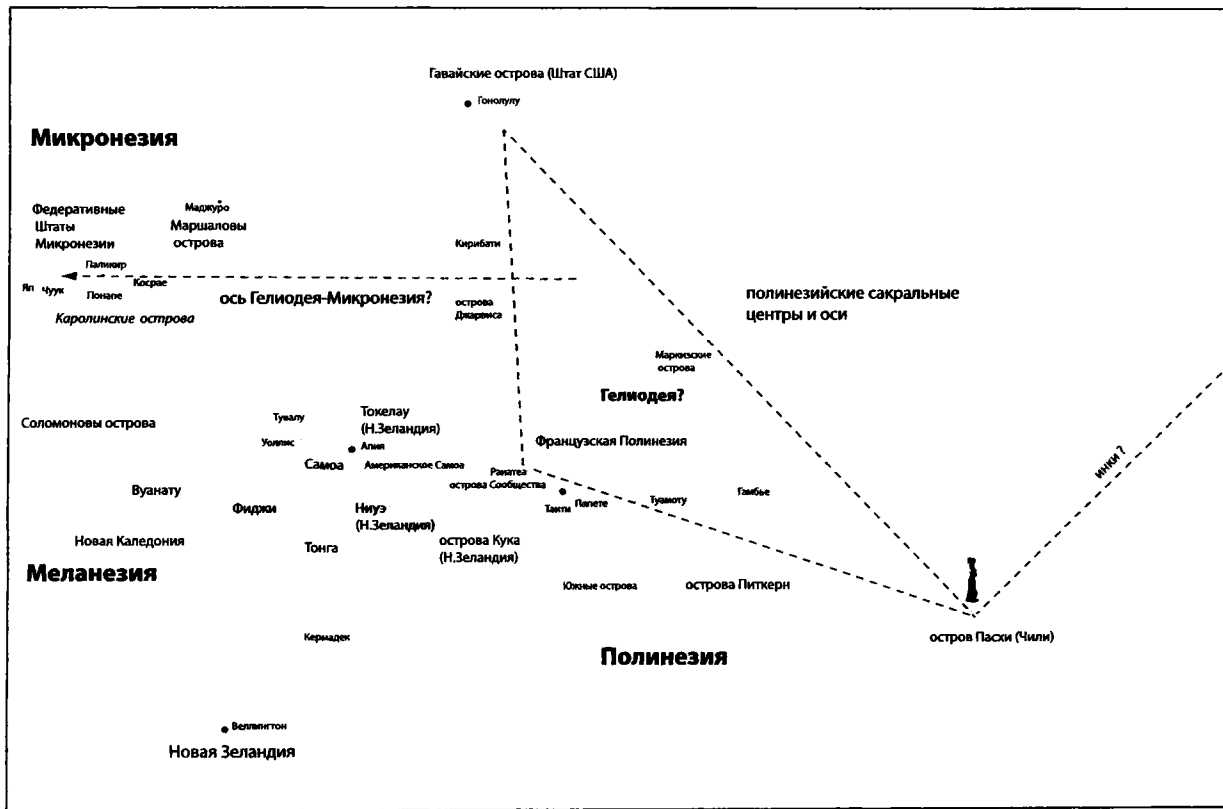 Гавайские острова (Штат США)
Гонолулу
Микронезия
Федеративные
Штаты
Микронезии
Маджуро
Маршаловы
острова
Кирибати
Паликир
Яп
Чуук
Понапе
Косрае
Каролинские острова
ось Гелиодея-Микронезия?
острова
Джарвиса
полинезийские сакральные
центры и оси
Маркизские
острова
Гелиодея?
Соломоновы острова
Тувалу
Токелау
(Н.Зеландия)
Уоллис
Апия
Самоа
Американское Самоа
Французская Полинезия
Раиатеа
острова Сообщества
Таити
Папете
Туамоту
Гамбье
инки ?
Вуанату
Фиджи
Ниуэ
(Н.Зеландия)
Новая Каледония
Тонга
острова Кука
(Н.Зеландия)
Меланезия
Южные острова
острова Питкерн
Кермадек
остров Пасхи (Чили)
Полинезия
Веллингтон
Новая Зеландия